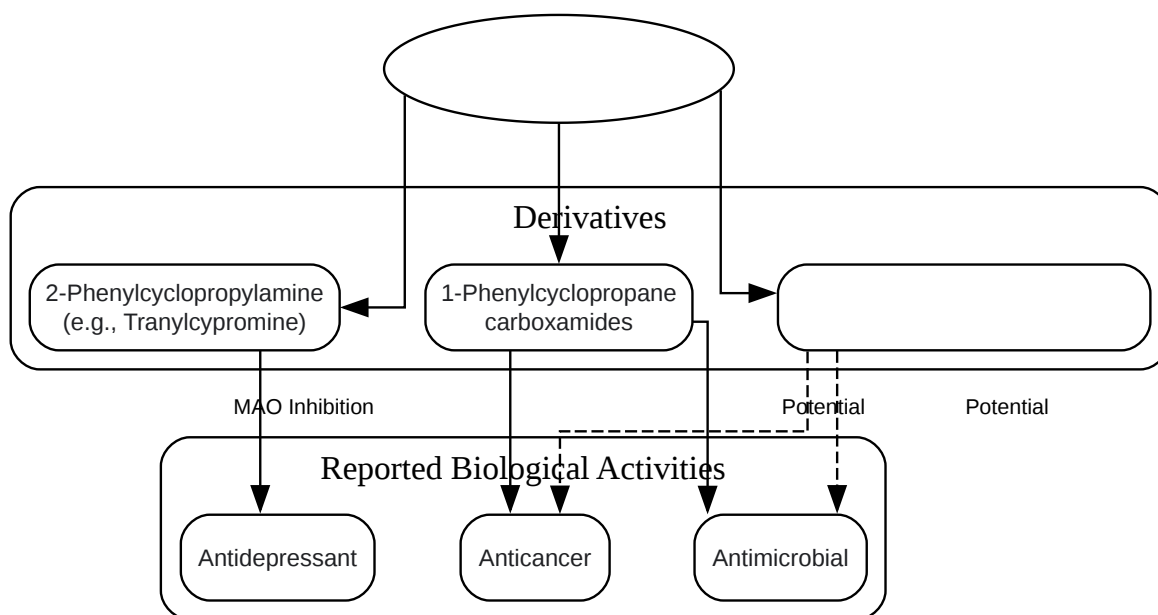 Derivatives
2-Phenylcyclopropylamine
(e.g., Tranylcypromine)
1-Phenylcyclopropane
carboxamides
MAO Inhibition
Potential
Potential
Reported Biological Activities
Antidepressant
Anticancer
Antimicrobial